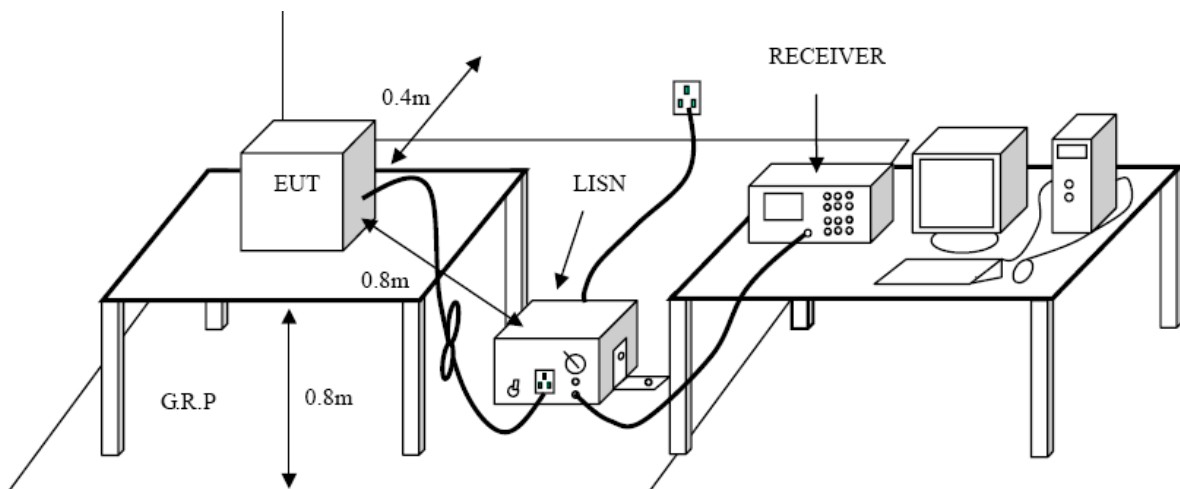 RECEIVER
0.4m
EUT
LISN
0.8m
G.R.P
0.8m